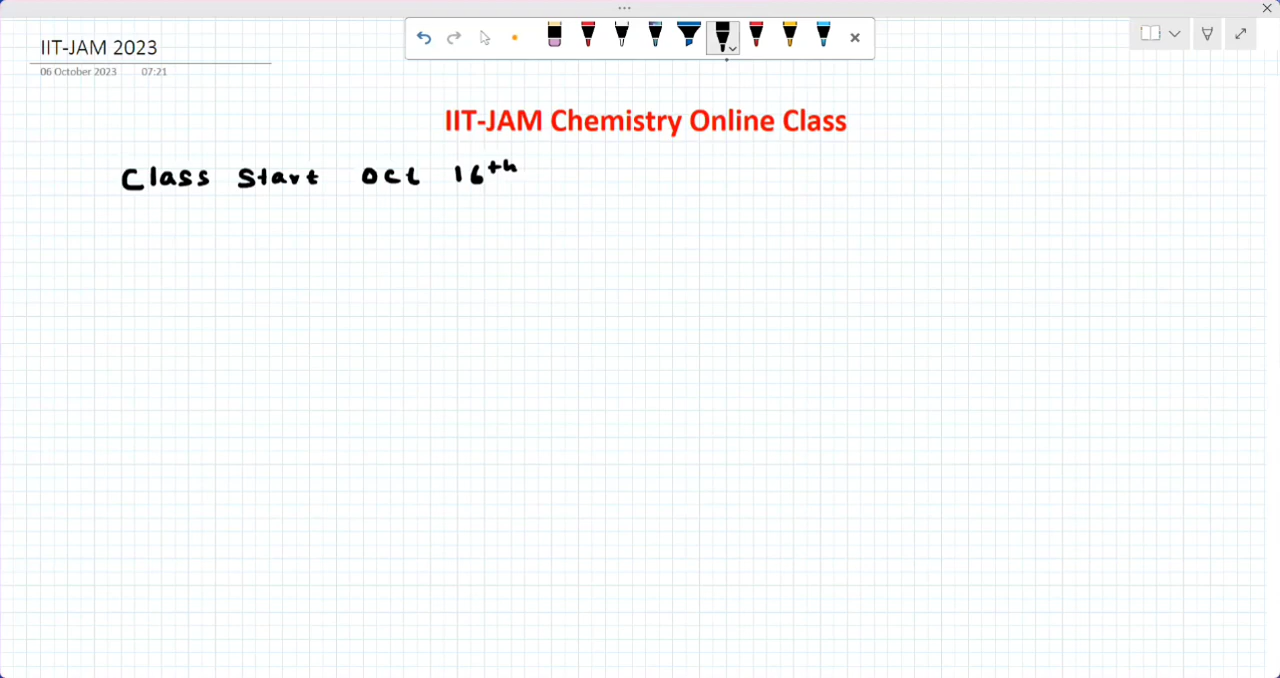 IIT-JAM 2023
06 October 2023 07:21
IIT-JAM Chemistry Online Class
Class Start Oct 16th